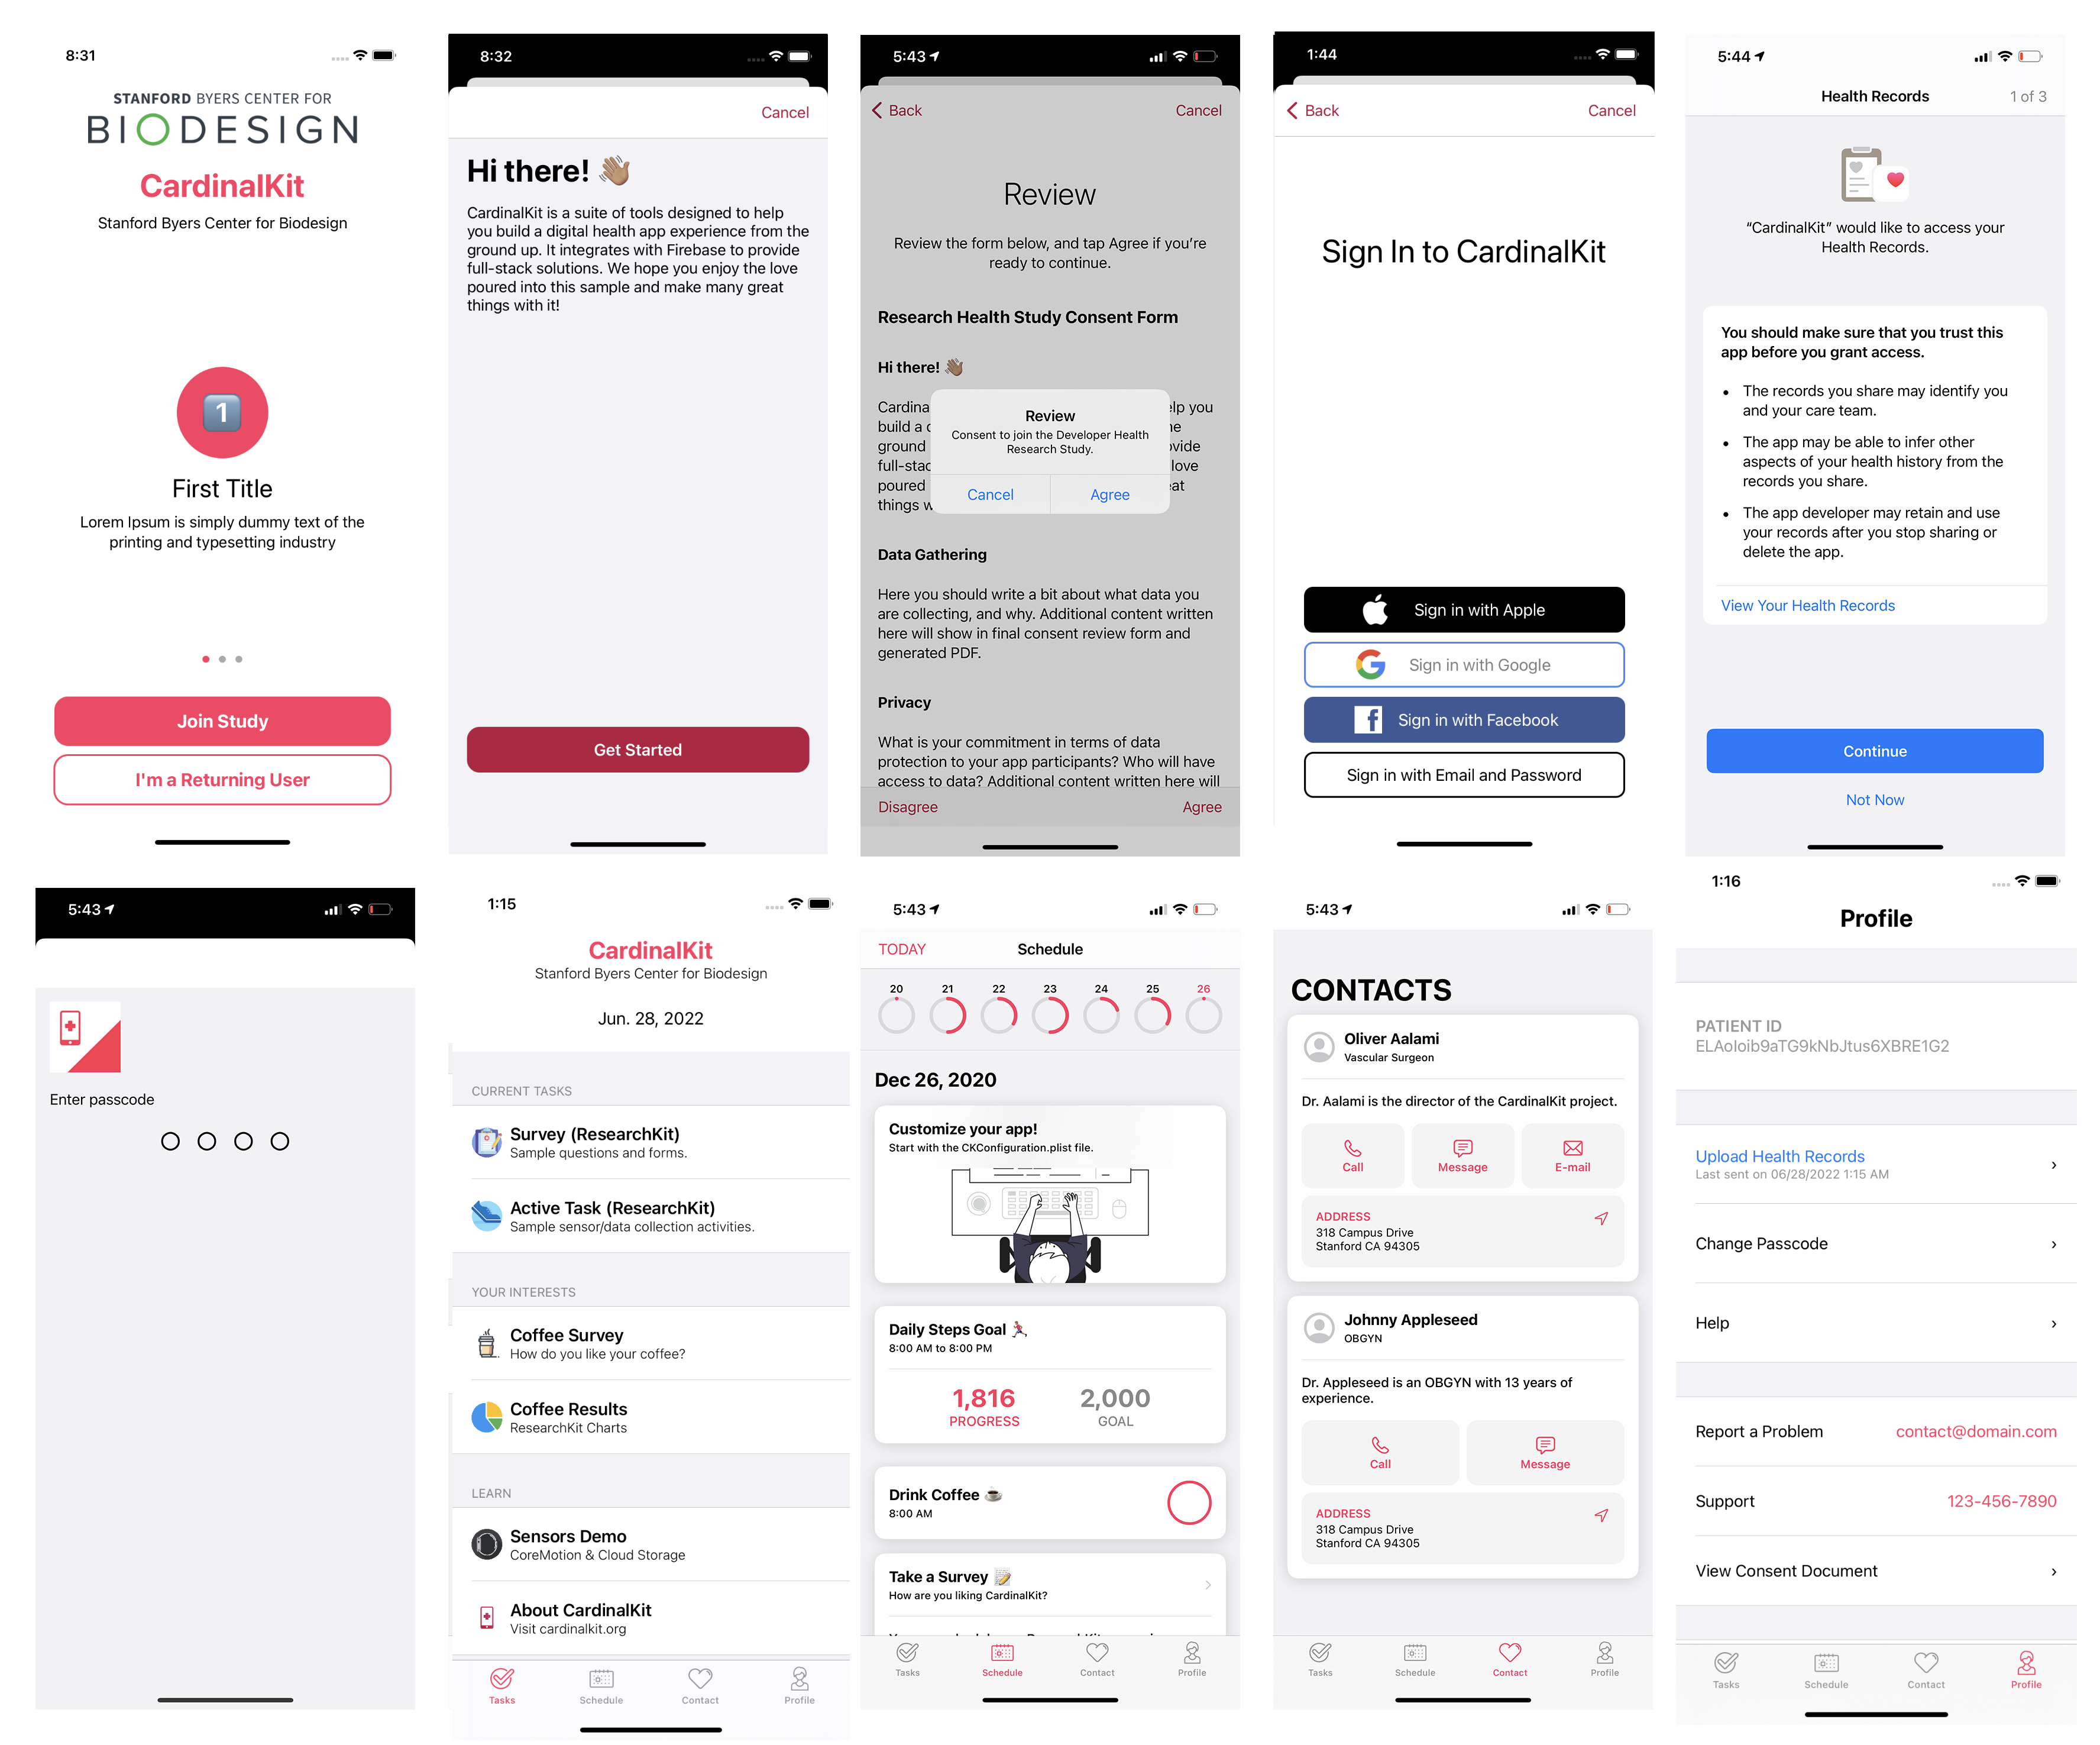 8:31
STANFORD BYERS CENTER FOR
BIODESIGN
CardinalKit
Stanford Byers Center for Biodesign
1
First Title
Lorem Ipsum is simply dummy text of the
printing and typesetting industry
Join Study
I'm a Returning User
8:32
Cancel
Hi there! 👋🏽
CardinalKit is a suite of tools designed to help
you build a digital health app experience from the
ground up. It integrates with Firebase to provide
full-stack solutions. We hope you enjoy the love
poured into this sample and make many great
things with it!
Get Started
5:43
Back
Cancel
Review
Review the form below, and tap Agree if you're
ready to continue.
Research Health Study Consent Form
Hi there! 👋🏽
Cardina
elp you
build a
ne
ground
ovide
full-stac
love
poured
eat
things w
Review
Consent to join the Developer Health
Research Study.
Cancel
Agree
Data Gathering
Here you should write a bit about what data you
are collecting, and why. Additional content written
here will show in final consent review form and
generated PDF.
Privacy
What is your commitment in terms of data
protection to your app participants? Who will have
access to data? Additional content written here will
Disagree
Agree
1:44
Back
Cancel
Sign In to CardinalKit
Sign in with Apple
Sign in with Google
Sign in with Facebook
Sign in with Email and Password
5:44
Health Records
1 of 3
“CardinalKit” would like to access your
Health Records.
You should make sure that you trust this
app before you grant access.
• The records you share may identify you
and your care team.
• The app may be able to infer other
aspects of your health history from the
records you share.
• The app developer may retain and use
your records after you stop sharing or
delete the app.
View Your Health Records
Continue
Not Now
5:43
Enter passcode
1:15
CardinalKit
Stanford Byers Center for Biodesign
Jun. 28, 2022
CURRENT TASKS
Survey (ResearchKit)
Sample questions and forms.
Active Task (ResearchKit)
Sample sensor/data collection activities.
YOUR INTERESTS
Coffee Survey
How do you like your coffee?
Coffee Results
ResearchKit Charts
LEARN
Sensors Demo
CoreMotion & Cloud Storage
About CardinalKit
Visit cardinalkit.org
Tasks
Schedule
Contact
Profile
5:43
TODAY
Schedule
20 21 22 23 24 25 26
Dec 26, 2020
Customize your app!
Start with the CKConfiguration.plist file.
Daily Steps Goal 🏃🏽‍♀️
8:00 AM to 8:00 PM
1,816
PROGRESS
2,000
GOAL
Drink Coffee ☕
8:00 AM
Take a Survey 📝
How are you liking CardinalKit?
Tasks
Schedule
Contact
Profile
5:43
CONTACTS
Oliver Aalami
Vascular Surgeon
Dr. Aalami is the director of the CardinalKit project.
Call
Message
E-mail
ADDRESS
318 Campus Drive
Stanford CA 94305
Johnny Appleseed
OBGYN
Dr. Appleseed is an OBGYN with 13 years of
experience.
Call
Message
ADDRESS
318 Campus Drive
Stanford CA 94305
Tasks
Schedule
Contact
Profile
1:16
Profile
PATIENT ID
ELAoIoib9aTG9kNbJtus6XBRE1G2
Upload Health Records
Last sent on 06/28/2022 1:15 AM
Change Passcode
Help
Report a Problem
contact@domain.com
Support
123-456-7890
View Consent Document
Tasks
Schedule
Contact
Profile